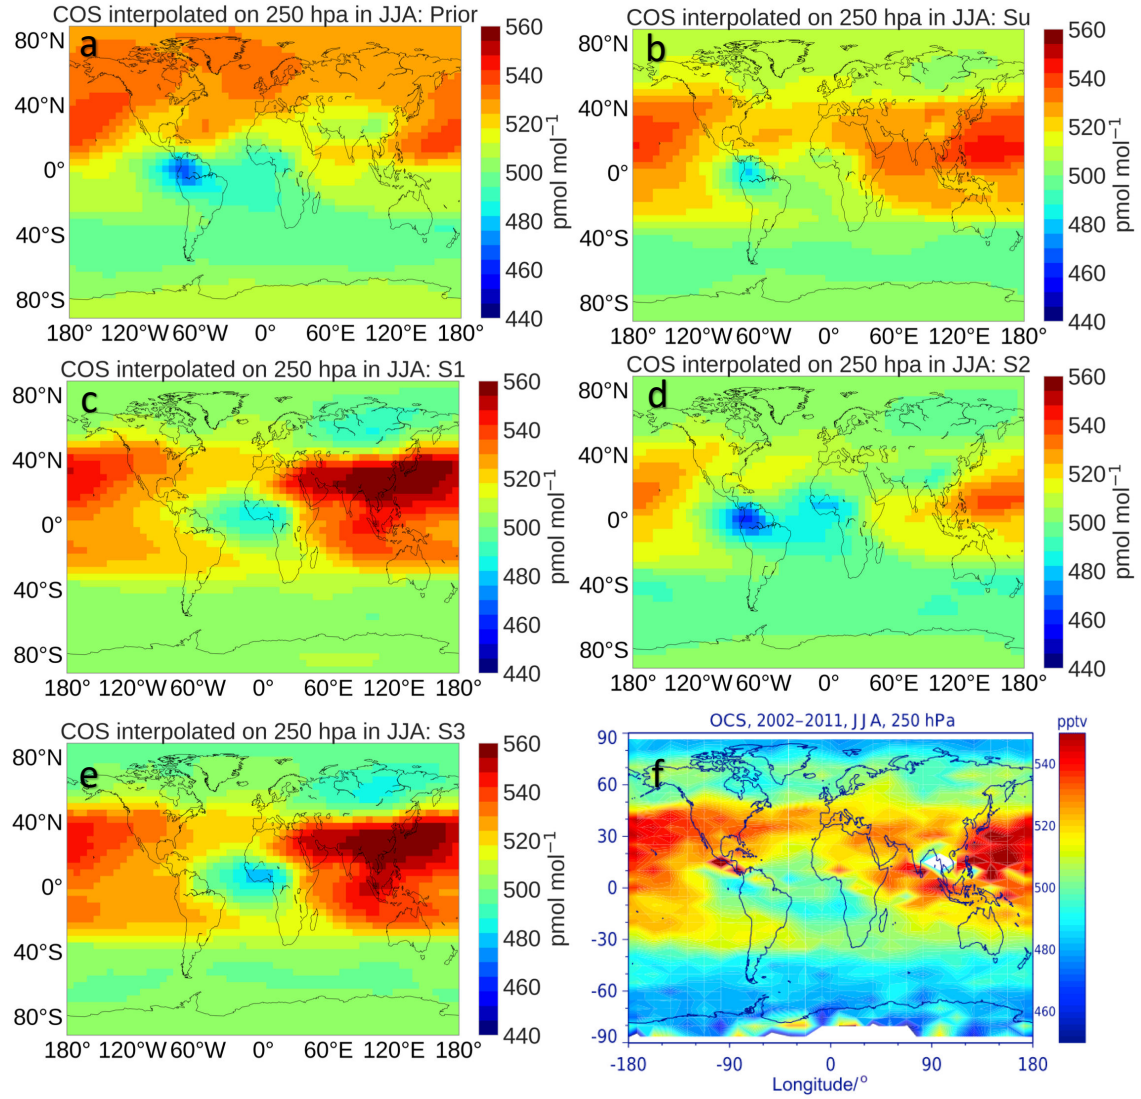 COS interpolated on 250 hpa in JJA: Prior
a
80°N
40°N
0°
40°S
80°S
180° 120°W 60°W 0° 60°E 120°E 180°
560
540
520
500
480
460
440
pmol mol−1
COS interpolated on 250 hpa in JJA: Su
b
80°N
40°N
0°
40°S
80°S
180° 120°W 60°W 0° 60°E 120°E 180°
560
540
520
500
480
460
440
pmol mol−1
COS interpolated on 250 hpa in JJA: S1
c
80°N
40°N
0°
40°S
80°S
180° 120°W 60°W 0° 60°E 120°E 180°
560
540
520
500
480
460
440
pmol mol−1
COS interpolated on 250 hpa in JJA: S2
d
80°N
40°N
0°
40°S
80°S
180° 120°W 60°W 0° 60°E 120°E 180°
560
540
520
500
480
460
440
pmol mol−1
COS interpolated on 250 hpa in JJA: S3
e
80°N
40°N
0°
40°S
80°S
180° 120°W 60°W 0° 60°E 120°E 180°
560
540
520
500
480
460
440
pmol mol−1
OCS, 2002–2011, JJA, 250 hPa
f
90
60
30
0
-30
-60
-90
-180 -90 0 90 180
Longitude/°
pptv
540
520
500
480
460